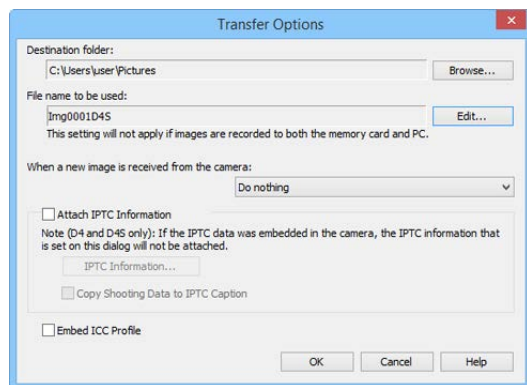 Transfer Options
Destination folder:
C:\Users\user\Pictures
Browse...
File name to be used:
Img0001D4S
Edit...
This setting will not apply if images are recorded to both the memory card and PC.
When a new image is received from the camera:
Do nothing
Attach IPTC Information
Note (D4 and D4S only): If the IPTC data was embedded in the camera, the IPTC information that
is set on this dialog will not be attached.
IPTC Information...
Copy Shooting Data to IPTC Caption
Embed ICC Profile
OK
Cancel
Help